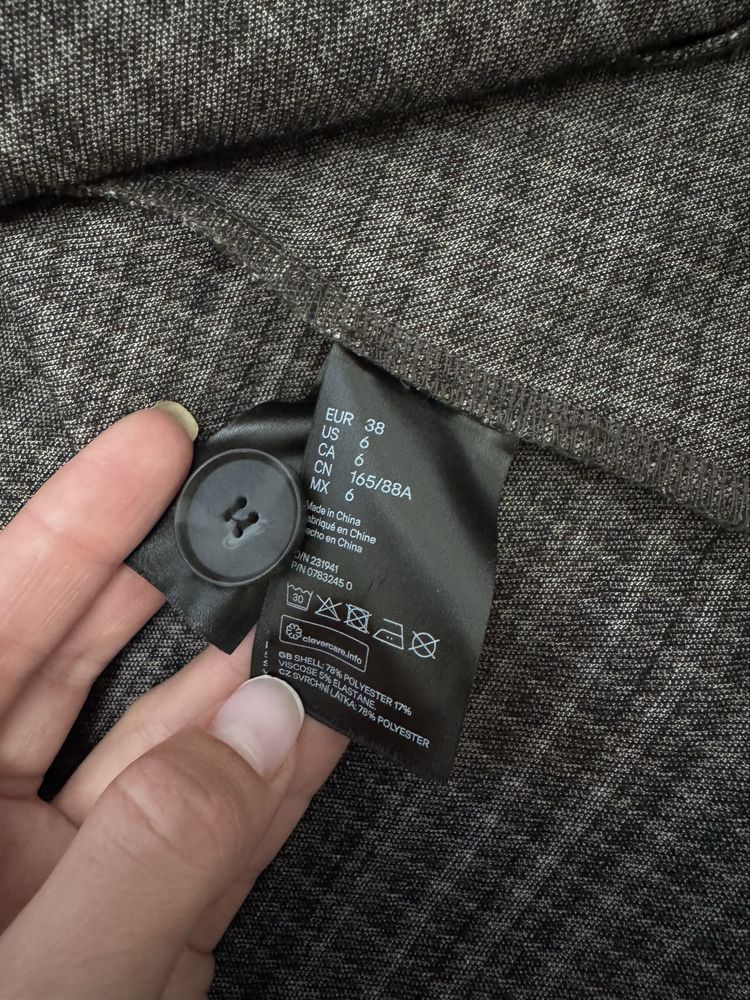 EUR 38
US 6
CA 6
CN 165/88A
MX 6
Made in China
Fabriqué en Chine
Hecho en China
O/N 231941
P/N 0783245 0
30
clevercare.info
GB SHELL: 78% POLYESTER 17%
VISCOSE 5% ELASTANE
CZ SVRCHNÍ LÁTKA: 78% POLYESTER